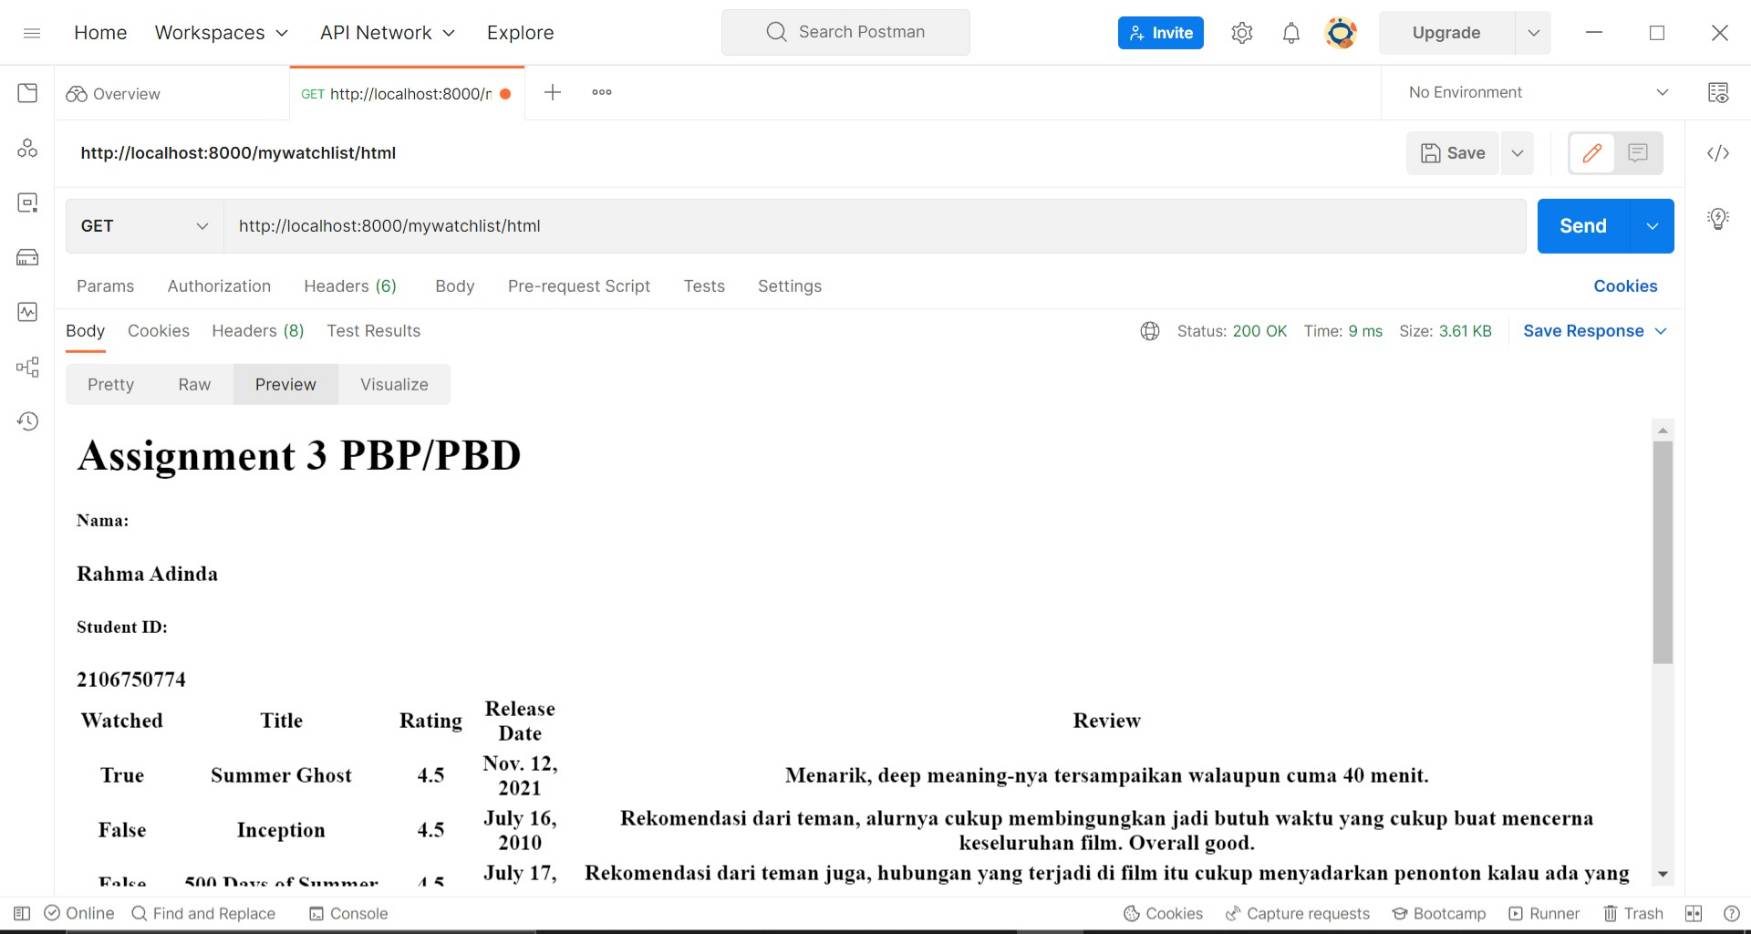 Home Workspaces API Network Explore Search Postman Invite Upgrade
Overview GET http://localhost:8000/ No Environment
http://localhost:8000/mywatchlist/html Save
GET http://localhost:8000/mywatchlist/html Send
Params Authorization Headers (6) Body Pre-request Script Tests Settings Cookies
Body Cookies Headers (8) Test Results Status: 200 OK Time: 9 ms Size: 3.61 KB Save Response
Pretty Raw Preview Visualize
Assignment 3 PBP/PBD
Nama:
Rahma Adinda
Student ID:
2106750774
Watched Title Rating Release Date Review
True Summer Ghost 4.5 Nov. 12, 2021 Menarik, deep meaning-nya tersampaikan walaupun cuma 40 menit.
False Inception 4.5 July 16, 2010 Rekomendasi dari teman, alurnya cukup membingungkan jadi butuh waktu yang cukup buat mencerna
keseluruhan film. Overall good.
False 500 Days of Summer 4.5 July 17, Rekomendasi dari teman juga, hubungan yang terjadi di film itu cukup menyadarkan penonton kalau ada yang
Online Find and Replace Console Cookies Capture requests Bootcamp Runner Trash